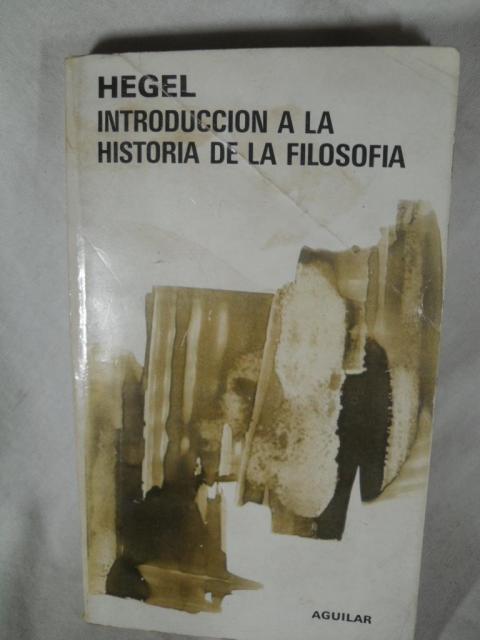 HEGEL
INTRODUCCION A LA
HISTORIA DE LA FILOSOFIA
AGUILAR